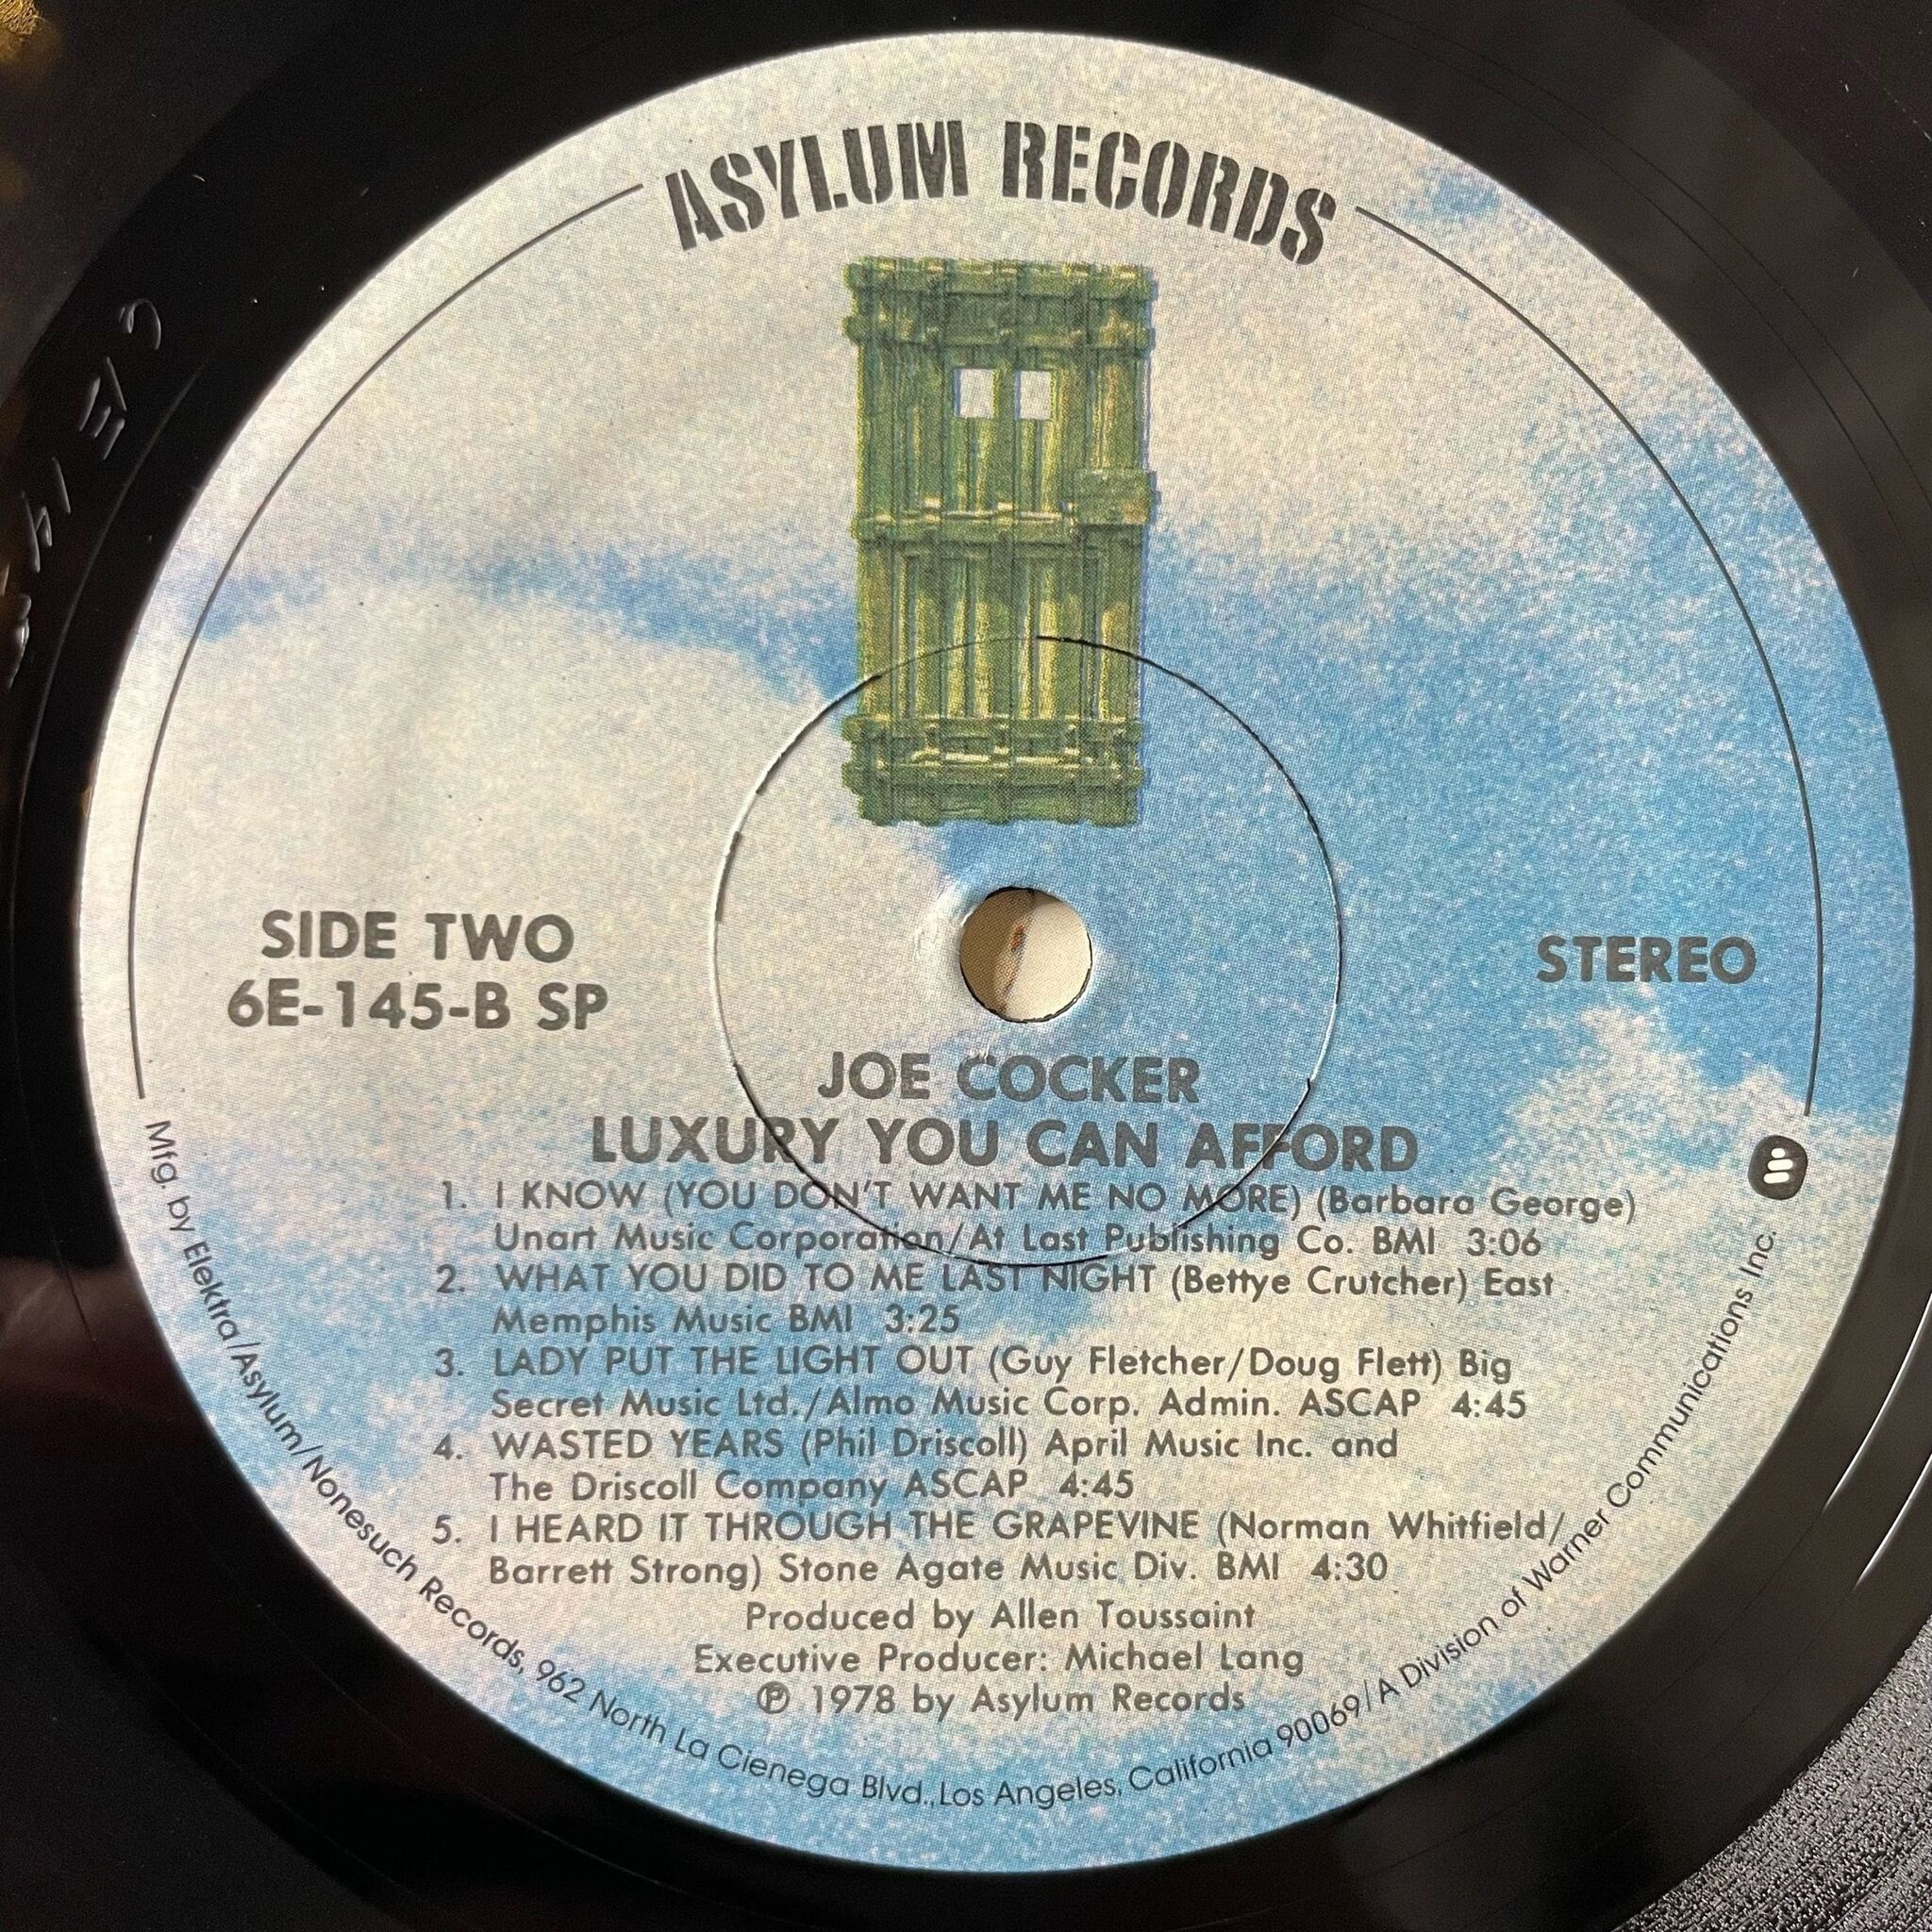 ASYLUM RECORDS
SIDE TWO
6E-145-B SP
STEREO
JOE COCKER
LUXURY YOU CAN AFFORD
1. I KNOW (YOU DON'T WANT ME NO MORE) (Barbara George)
Unart Music Corporation/At Last Publishing Co. BMI 3:06
2. WHAT YOU DID TO ME LAST NIGHT (Bettye Crutcher) East
Memphis Music BMI 3:25
3. LADY PUT THE LIGHT OUT (Guy Fletcher/Doug Flett) Big
Secret Music Ltd./Almo Music Corp. Admin. ASCAP 4:45
4. WASTED YEARS (Phil Driscoll) April Music Inc. and
The Driscoll Company ASCAP 4:45
5. I HEARD IT THROUGH THE GRAPEVINE (Norman Whitfield/
Barrett Strong) Stone Agate Music Div. BMI 4:30
Produced by Allen Toussaint
Executive Producer: Michael Lang
℗ 1978 by Asylum Records
Mfg. by Elektra/Asylum/Nonesuch Records, 962 North La Cienega Blvd., Los Angeles, California 90069/A Division of Warner Communications Inc.